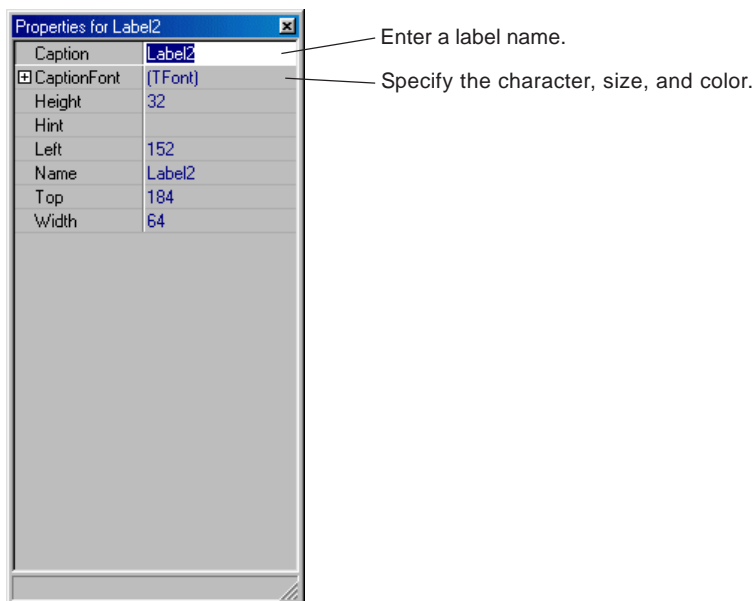 Properties for Label2
Caption Label2
CaptionFont (TFont)
Height 32
Hint
Left 152
Name Label2
Top 184
Width 64
Enter a label name.
Specify the character, size, and color.